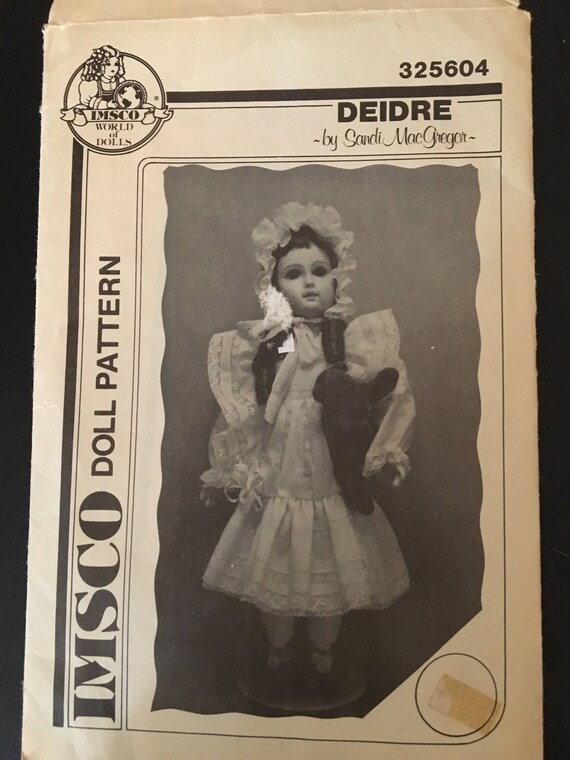 325604
DEIDRE
~by Sandi MacGregor~
IMSCO
WORLD
of
DOLLS
®
IMSCO DOLL PATTERN